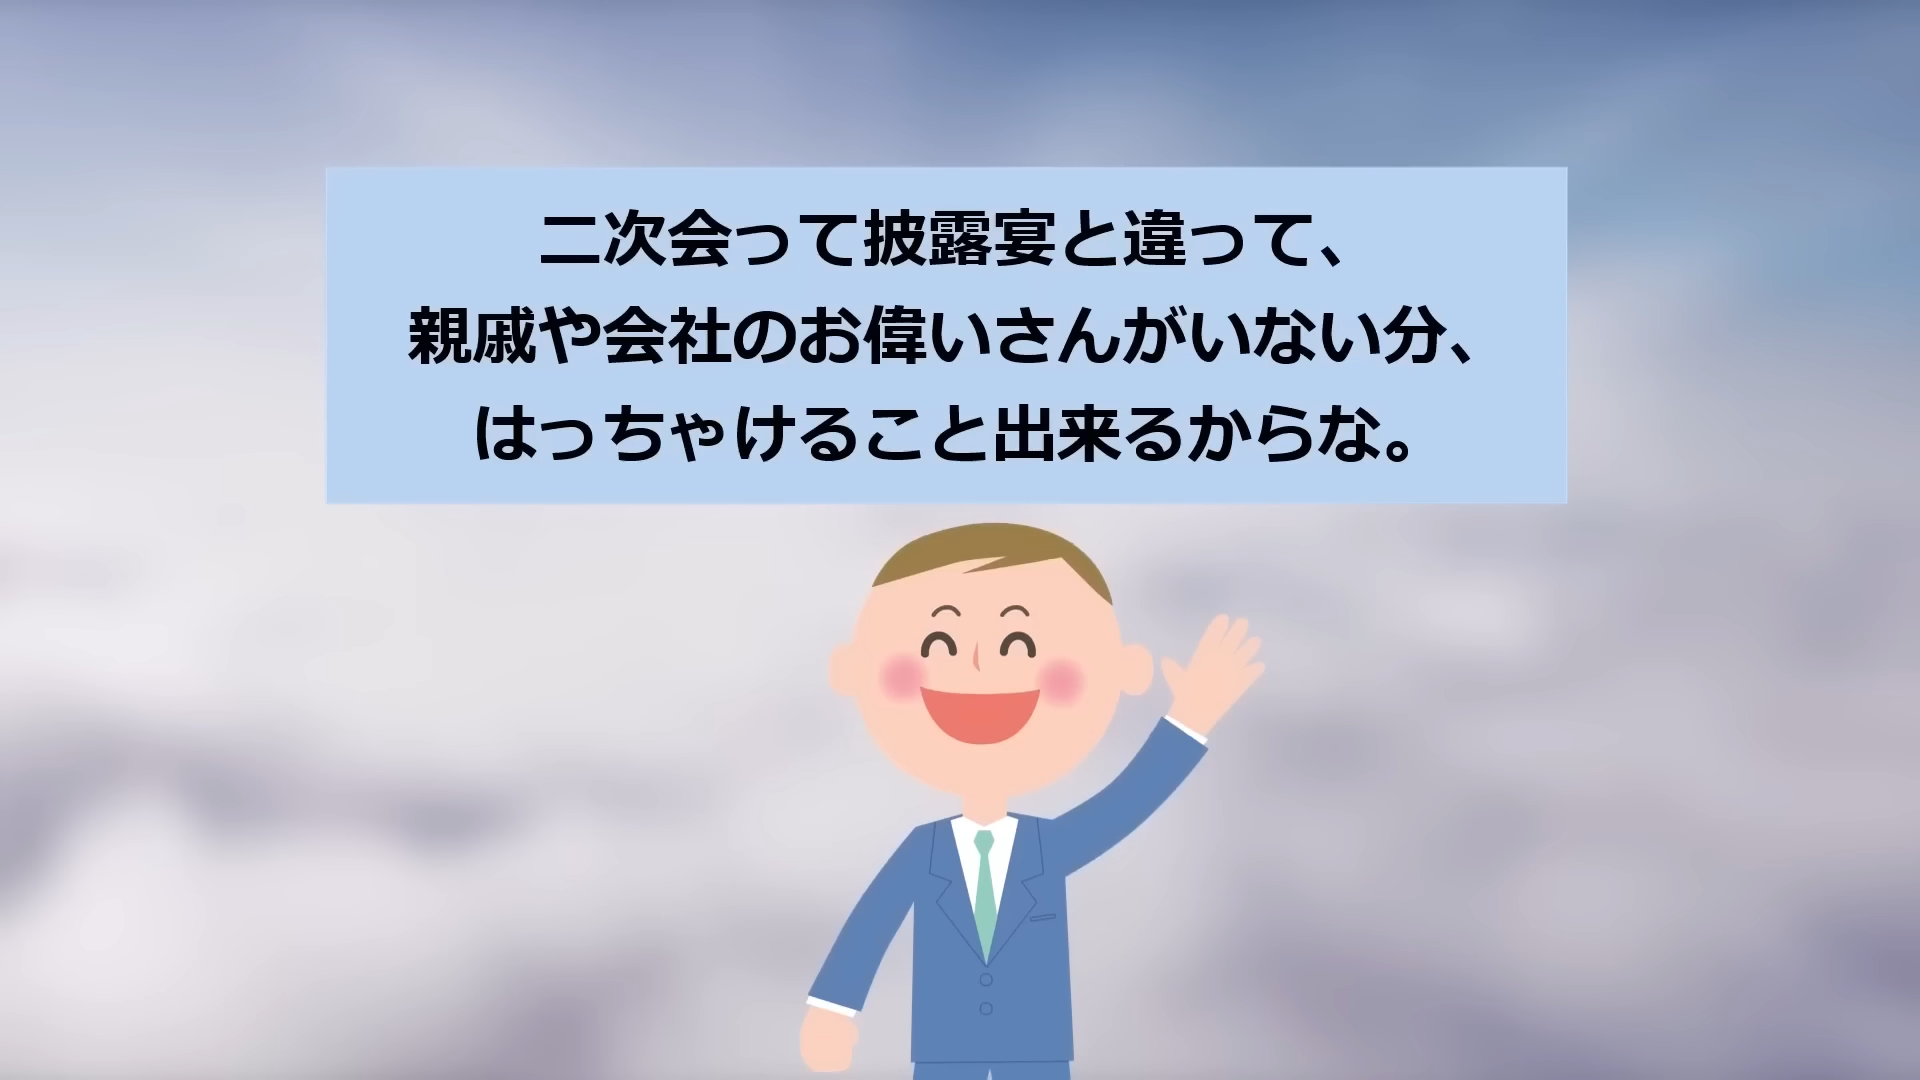 二次会って披露宴と違って、
親戚や会社のお偉いさんがいない分、
はっちゃけること出来るからな。